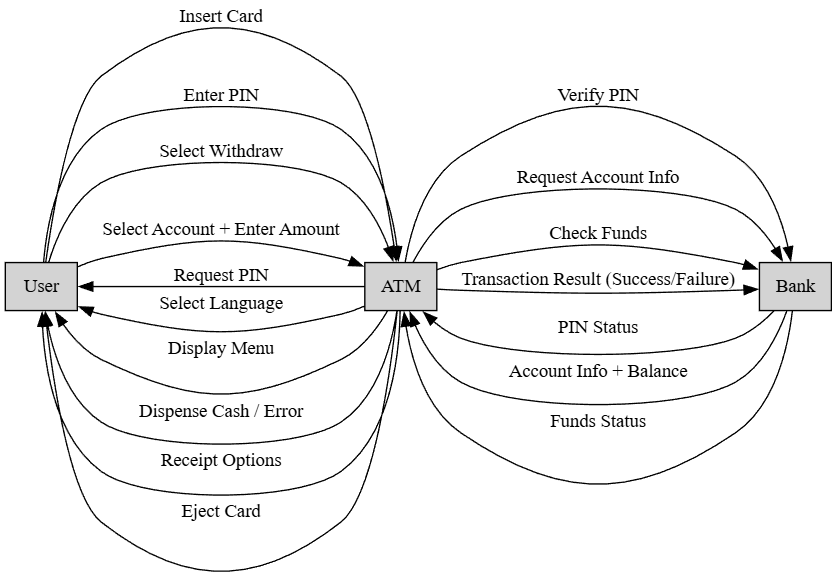 Insert Card
Enter PIN
Verify PIN
Select Withdraw
Request Account Info
Select Account + Enter Amount
Check Funds
Request PIN
Transaction Result (Success/Failure)
User
ATM
Bank
Select Language
PIN Status
Display Menu
Account Info + Balance
Dispense Cash / Error
Funds Status
Receipt Options
Eject Card